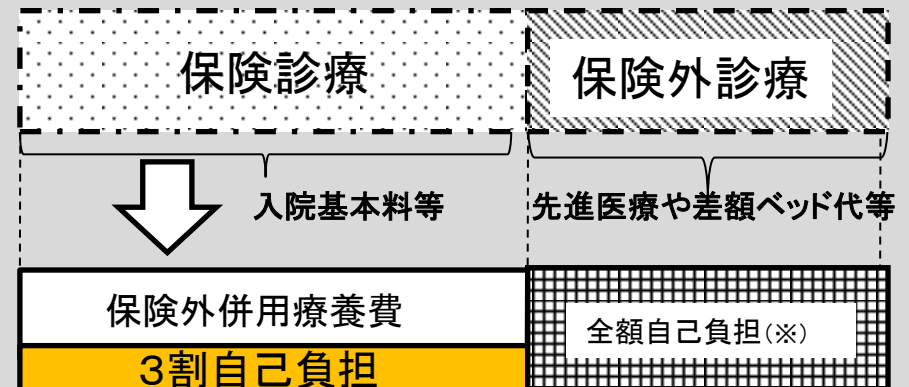 保険診療
保険外診療
入院基本料等
先進医療や差額ベッド代等
保険外併用療養費
全額自己負担(※)
３割自己負担